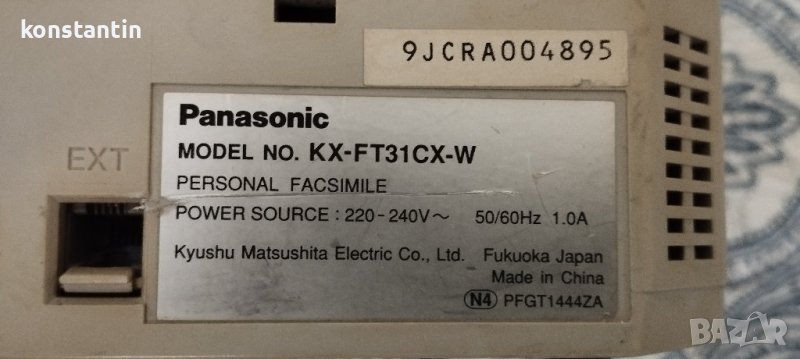 konstantin
9JCRA004895
Panasonic
EXT
MODEL NO. KX-FT31CX-W
PERSONAL FACSIMILE
POWER SOURCE : 220-240V~ 50/60Hz 1.0A
Kyushu Matsushita Electric Co., Ltd. Fukuoka Japan
Made in China
N4 PFGT1444ZA
BAZAR